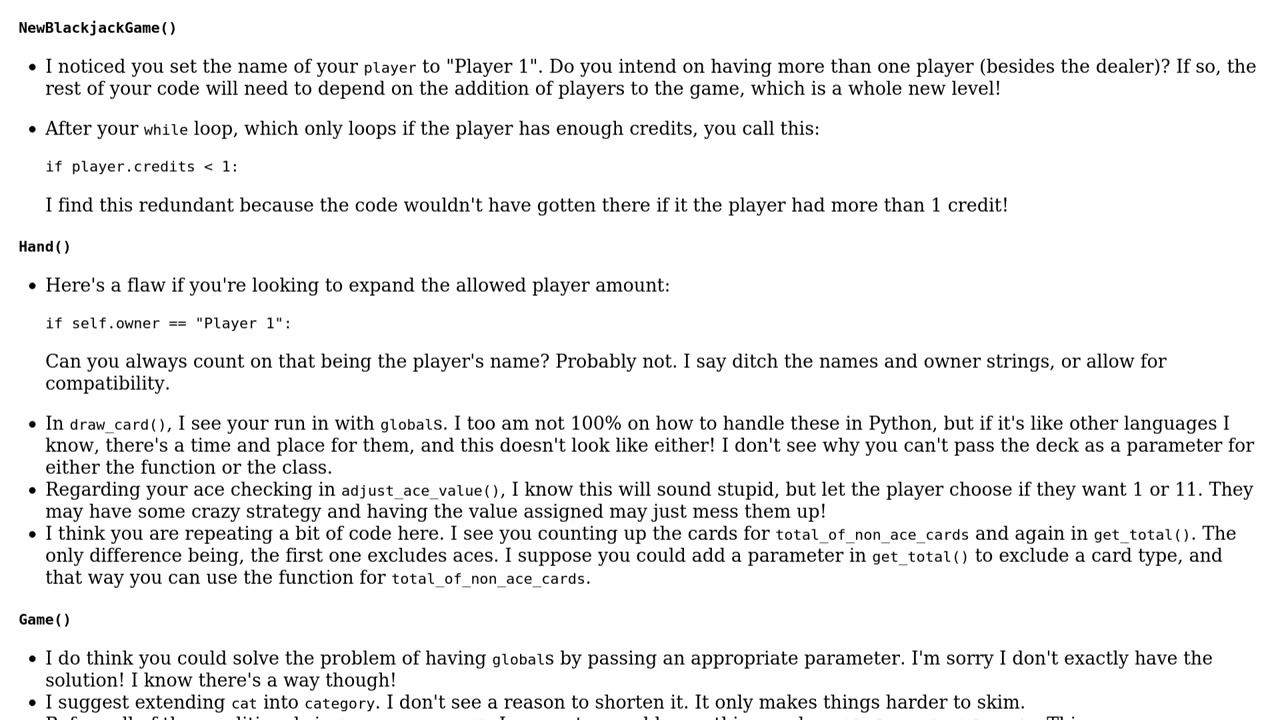 NewBlackjackGame()
• I noticed you set the name of your player to "Player 1". Do you intend on having more than one player (besides the dealer)? If so, the
rest of your code will need to depend on the addition of players to the game, which is a whole new level!
• After your while loop, which only loops if the player has enough credits, you call this:
if player.credits < 1:
I find this redundant because the code wouldn't have gotten there if it the player had more than 1 credit!
Hand()
• Here's a flaw if you're looking to expand the allowed player amount:
if self.owner == "Player 1":
Can you always count on that being the player's name? Probably not. I say ditch the names and owner strings, or allow for
compatibility.
• In draw_card(), I see your run in with globals. I too am not 100% on how to handle these in Python, but if it's like other languages I
know, there's a time and place for them, and this doesn't look like either! I don't see why you can't pass the deck as a parameter for
either the function or the class.
• Regarding your ace checking in adjust_ace_value(), I know this will sound stupid, but let the player choose if they want 1 or 11. They
may have some crazy strategy and having the value assigned may just mess them up!
• I think you are repeating a bit of code here. I see you counting up the cards for total_of_non_ace_cards and again in get_total(). The
only difference being, the first one excludes aces. I suppose you could add a parameter in get_total() to exclude a card type, and
that way you can use the function for total_of_non_ace_cards.
Game()
• I do think you could solve the problem of having globals by passing an appropriate parameter. I'm sorry I don't exactly have the
solution! I know there's a way though!
• I suggest extending cat into category. I don't see a reason to shorten it. It only makes things harder to skim.